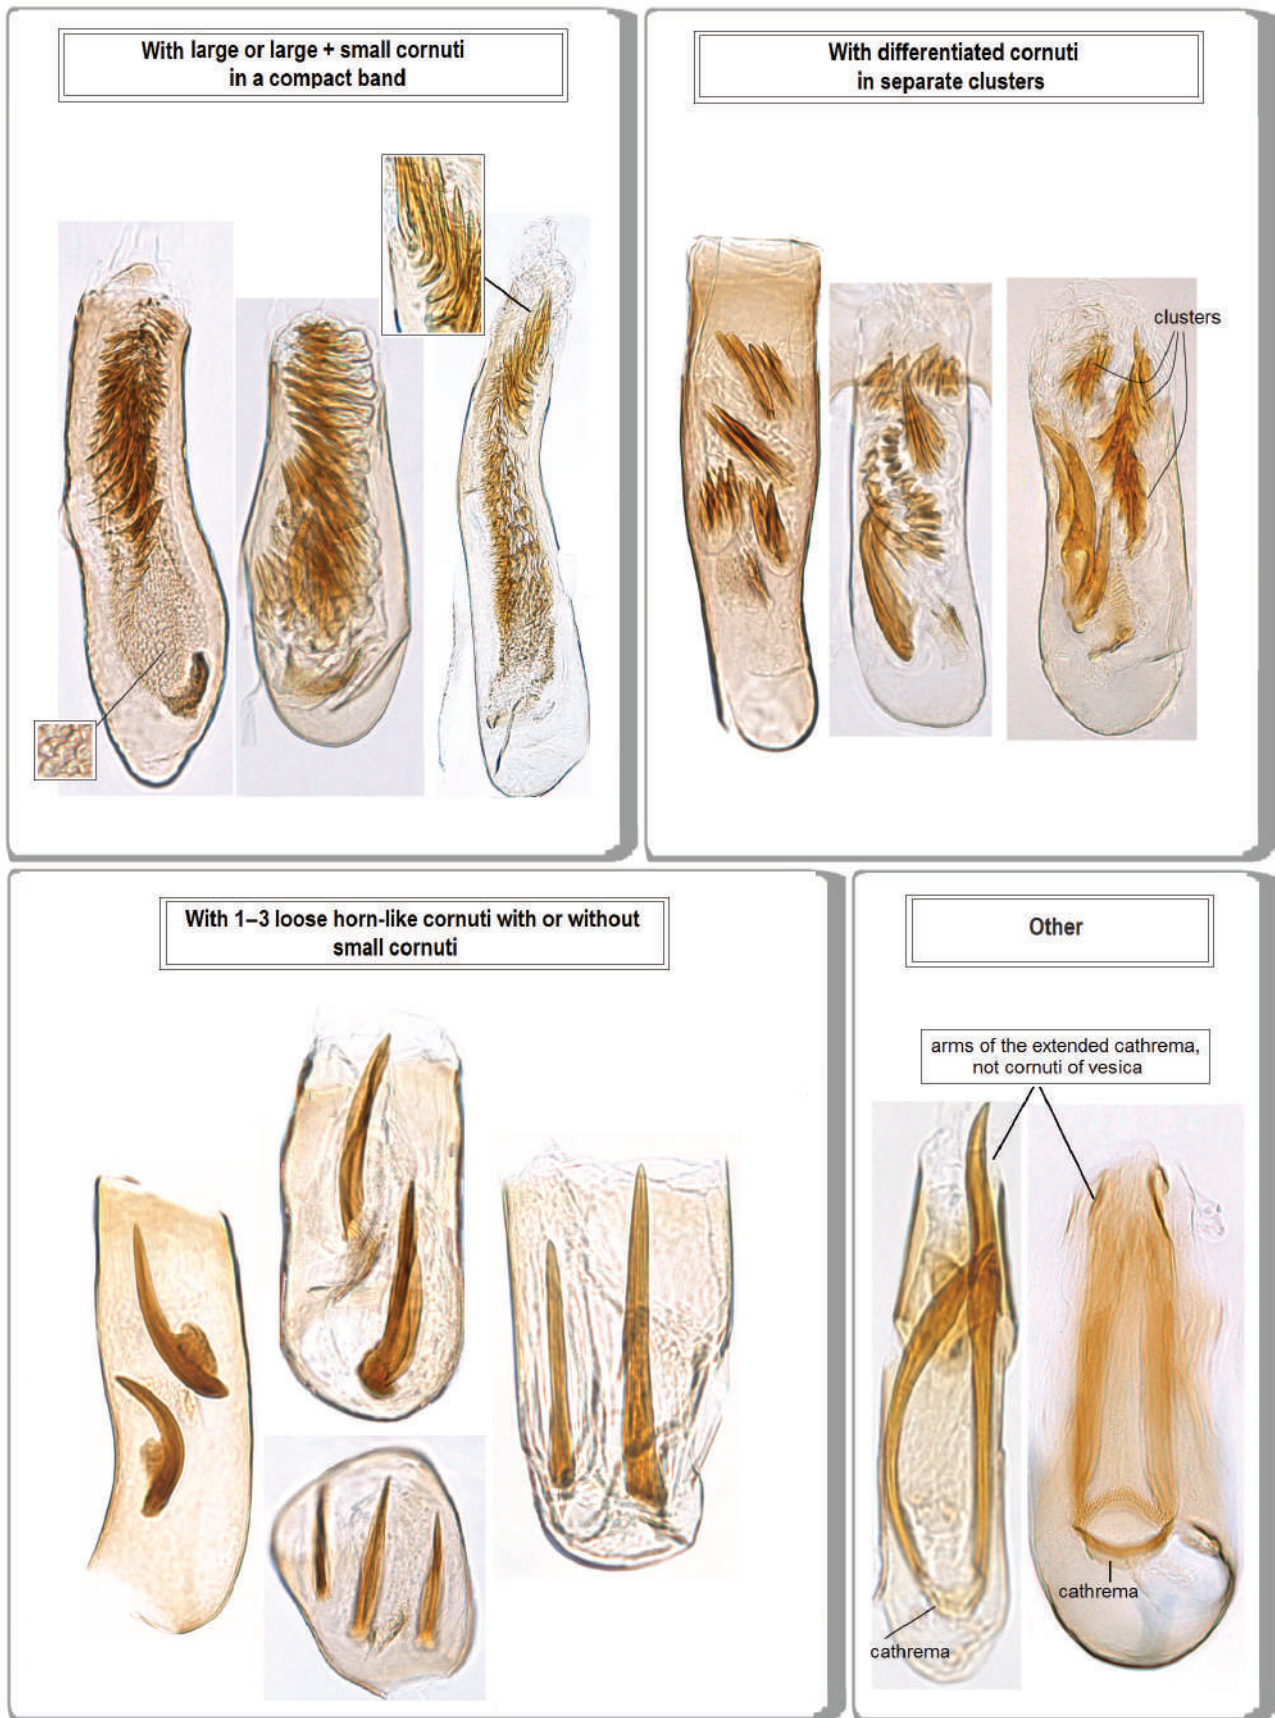 With large or large + small cornuti
in a compact band
With differentiated cornuti
in separate clusters
clusters
With 1–3 loose horn-like cornuti with or without
small cornuti
Other
arms of the extended cathrema,
not cornuti of vesica
cathrema
cathrema